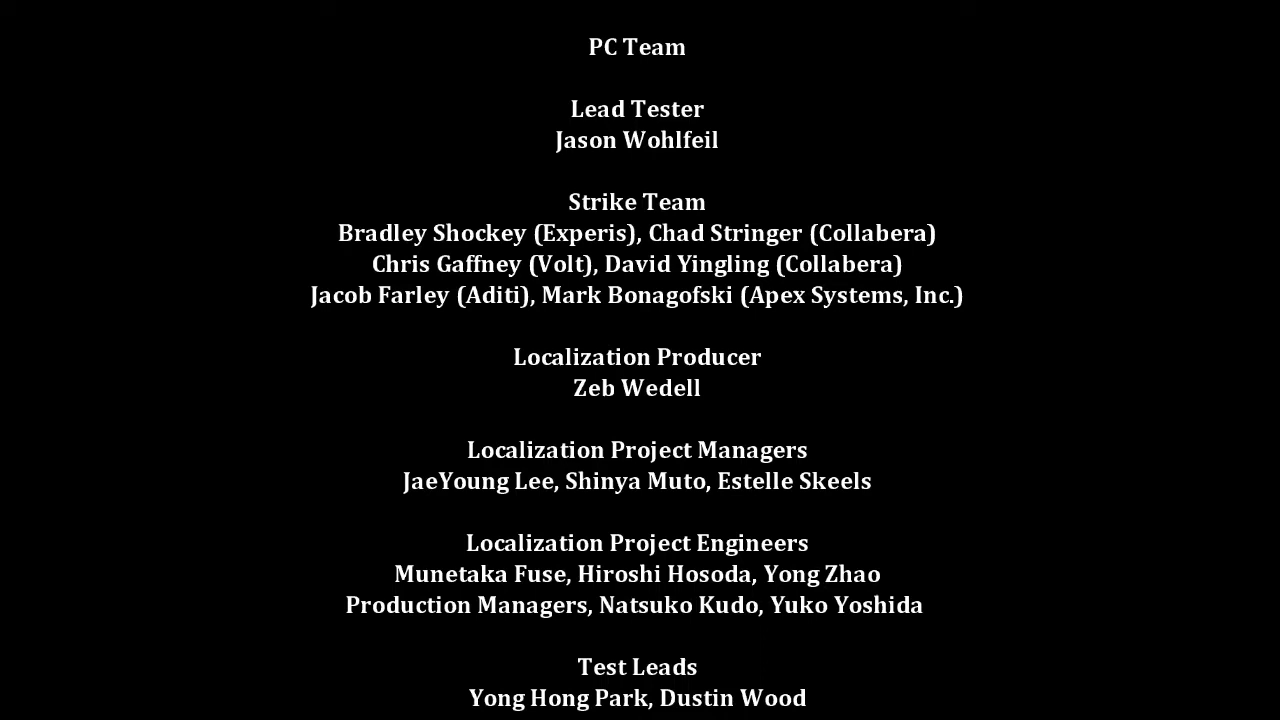 PC Team
Lead Tester
Jason Wohlfeil
Strike Team
Bradley Shockey (Experis), Chad Stringer (Collabera)
Chris Gaffney (Volt), David Yingling (Collabera)
Jacob Farley (Aditi), Mark Bonagofski (Apex Systems, Inc.)
Localization Producer
Zeb Wedell
Localization Project Managers
JaeYoung Lee, Shinya Muto, Estelle Skeels
Localization Project Engineers
Munetaka Fuse, Hiroshi Hosoda, Yong Zhao
Production Managers, Natsuko Kudo, Yuko Yoshida
Test Leads
Yong Hong Park, Dustin Wood